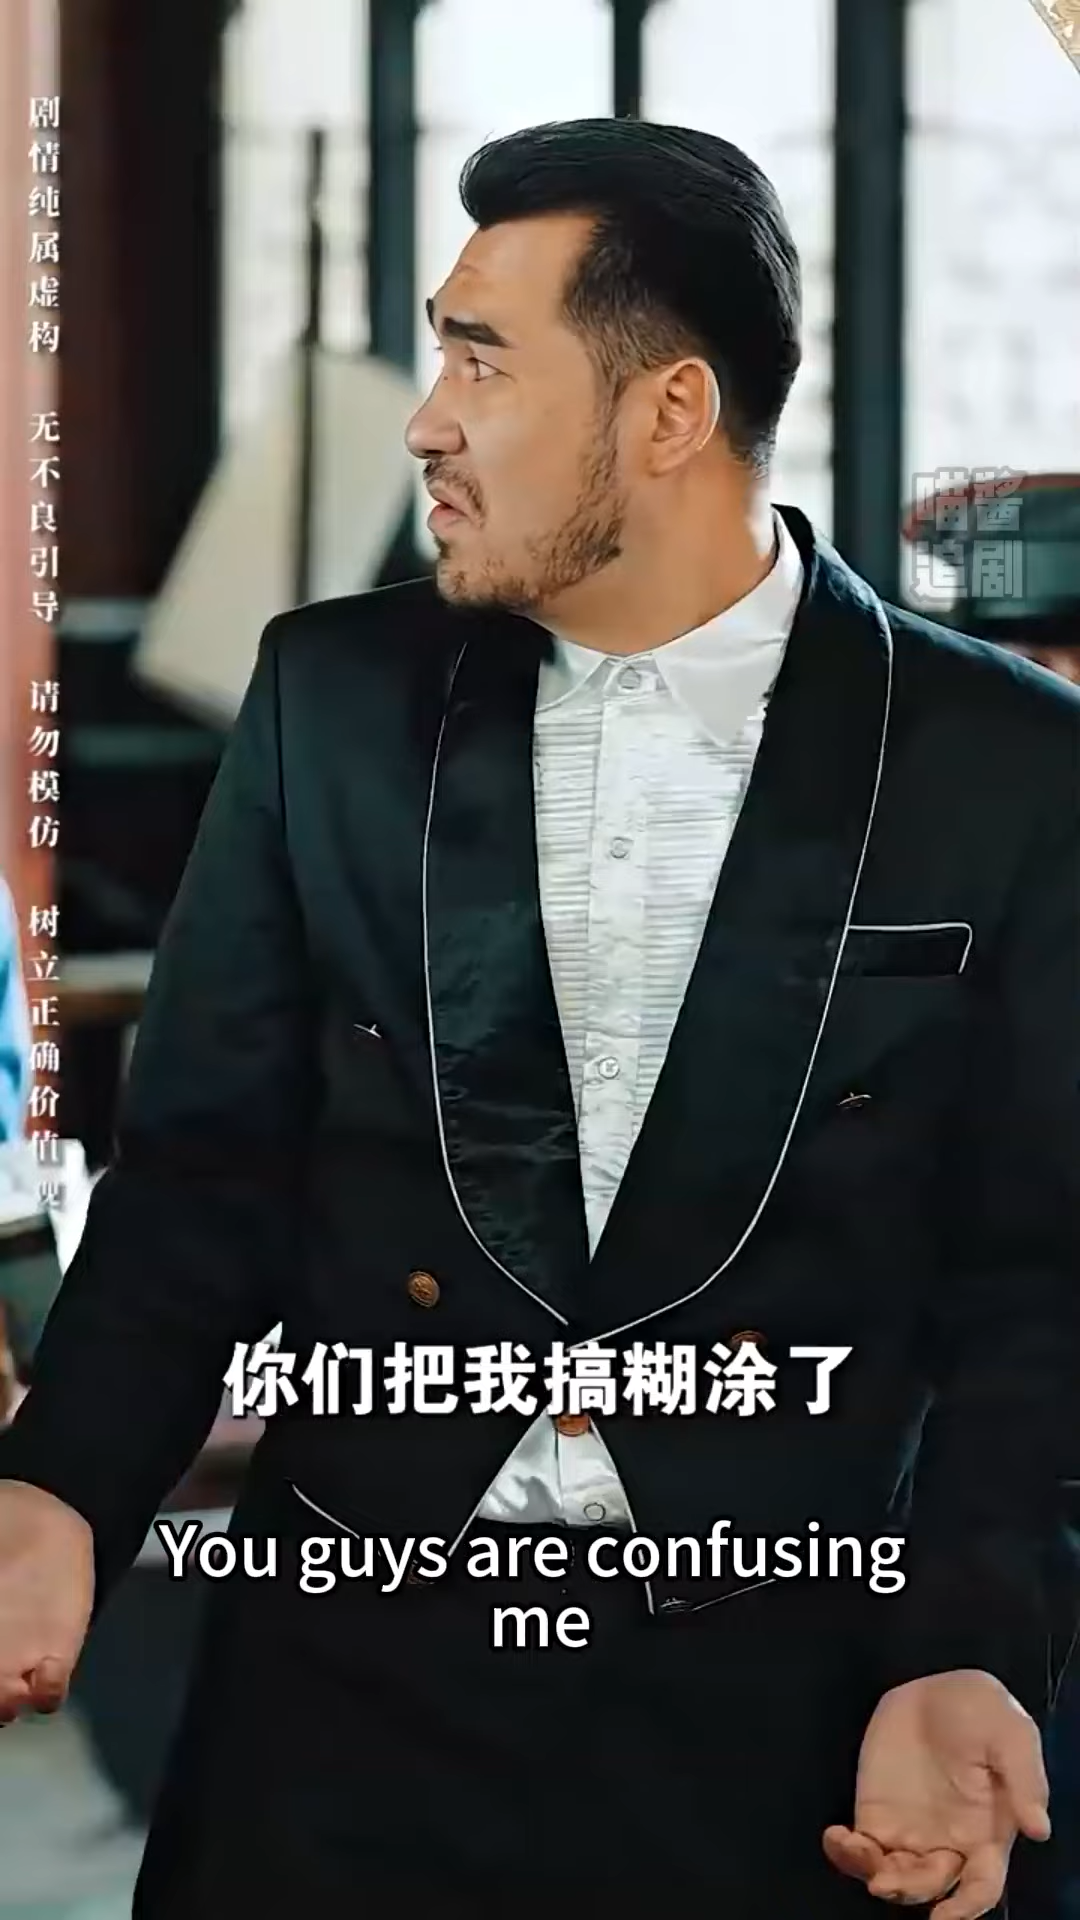 剧情纯属虚构 无不良引导 请勿模仿 树立正确价值观
喵酱
追剧
你们把我搞糊涂了
You guys are confusing
me